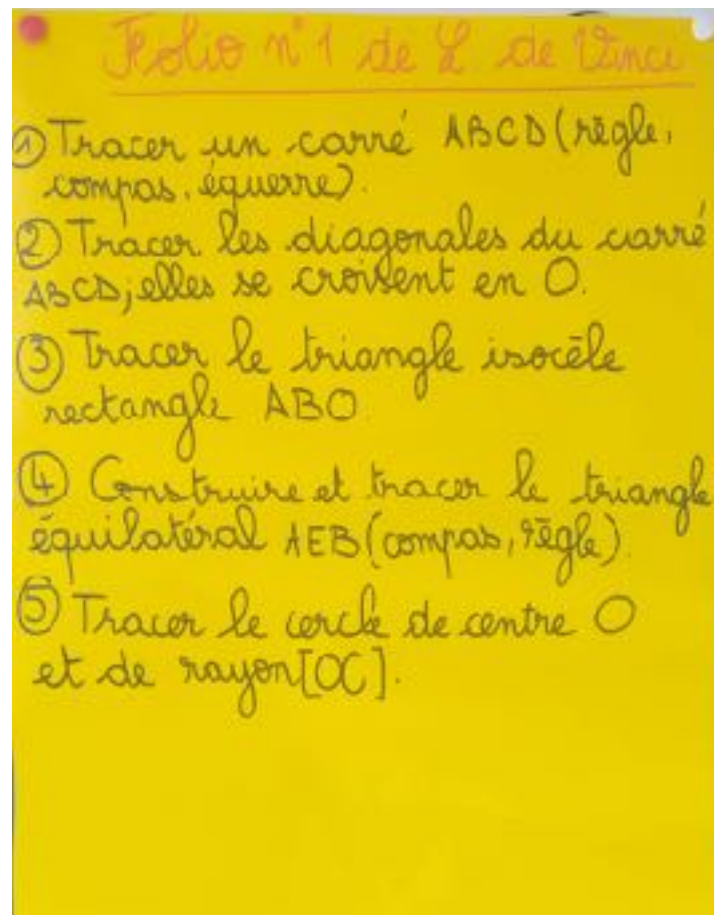 Folio n°1 de L. de Vinci
① Tracer un carré ABCD (règle,
compas, équerre).
② Tracer les diagonales du carré
ABCD; elles se croisent en O.
③ Tracer le triangle isocèle
rectangle ABO
④ Construire et tracer le triangle
équilatéral AEB (compas, règle).
⑤ Tracer le cercle de centre O
et de rayon [OC].